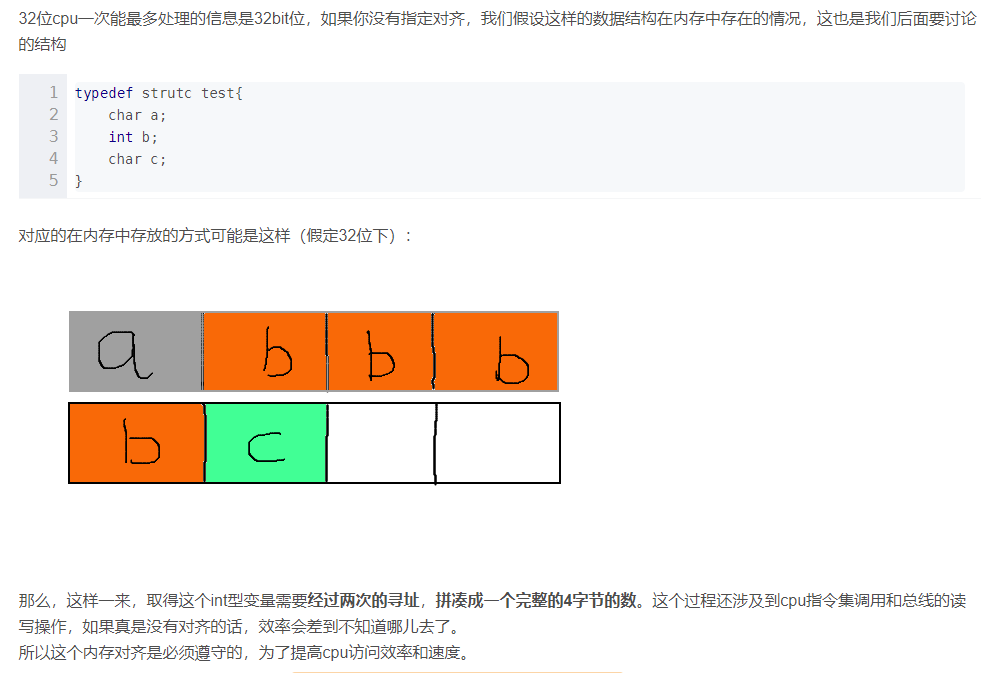 32位cpu一次能最多处理的信息是32bit位，如果你没有指定对齐，我们假设这样的数据结构在内存中存在的情况，这也是我们后面要讨论
的结构
1 typedef strutc test{
2 char a;
3 int b;
4 char c;
5 }
对应的在内存中存放的方式可能是这样（假定32位下）：
a b b b
b c
那么，这样一来，取得这个int型变量需要经过两次的寻址，拼凑成一个完整的4字节的数。这个过程还涉及到cpu指令集调用和总线的读
写操作，如果真是没有对齐的话，效率会差到不知道哪儿去了。
所以这个内存对齐是必须遵守的，为了提高cpu访问效率和速度。